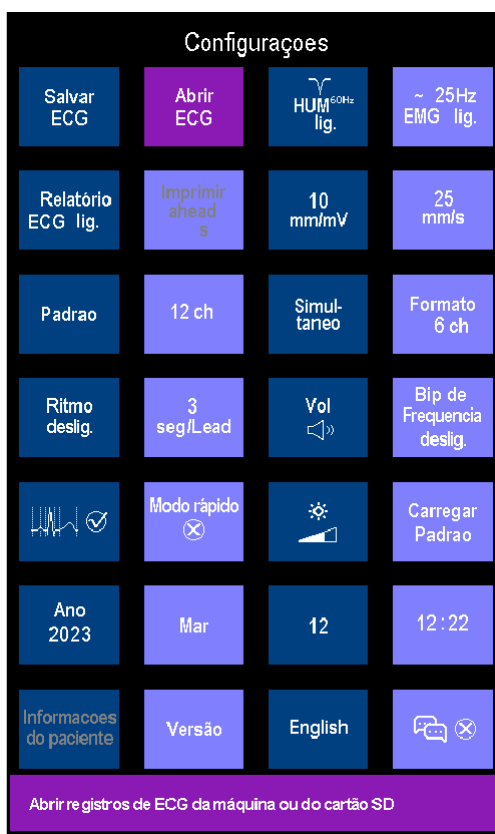 Configuraçoes
Salvar
ECG
Abrir
ECG
HUM 60Hz
lig.
~ 25Hz
EMG lig.
Relatório
ECG lig.
Imprimir
ahead
s
10
mm/mV
25
mm/s
Padrao
12 ch
Simul-
taneo
Formato
6 ch
Ritmo
deslig.
3
seg/Lead
Vol
Bip de
Frequencia
deslig.
Modo rápido
Carregar
Padrao
Ano
2023
Mar
12
12:22
Informacoes
do paciente
Versão
English
Abrir registros de ECG da máquina ou do cartão SD